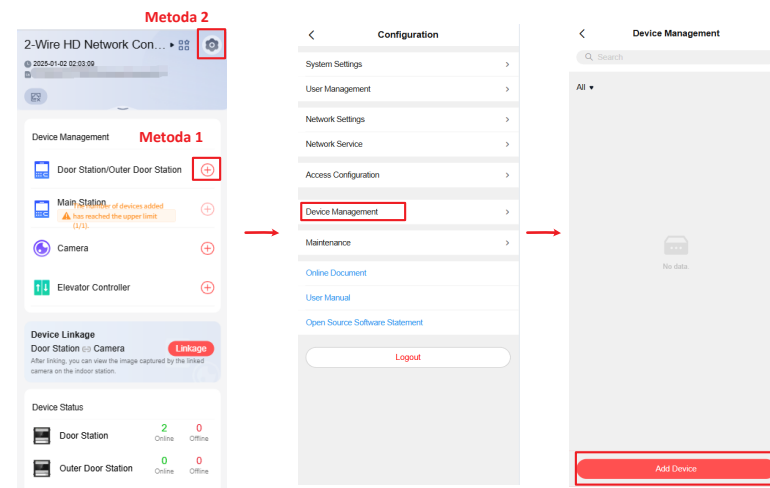 Metoda 2
2-Wire HD Network Con...
2025-01-02 02:03:09
Device Management
Metoda 1
Door Station/Outer Door Station
Main Station
The number of devices added
has reached the upper limit
(1/1).
Camera
Elevator Controller
Device Linkage
Door Station Camera
Linkage
After linking, you can view the image captured by the linked
camera on the indoor station.
Device Status
Door Station
2
Online
0
Offline
Outer Door Station
0
Online
0
Offline
Configuration
System Settings
User Management
Network Settings
Network Service
Access Configuration
Device Management
Maintenance
Online Document
User Manual
Open Source Software Statement
Logout
Device Management
Search
All
No data.
Add Device